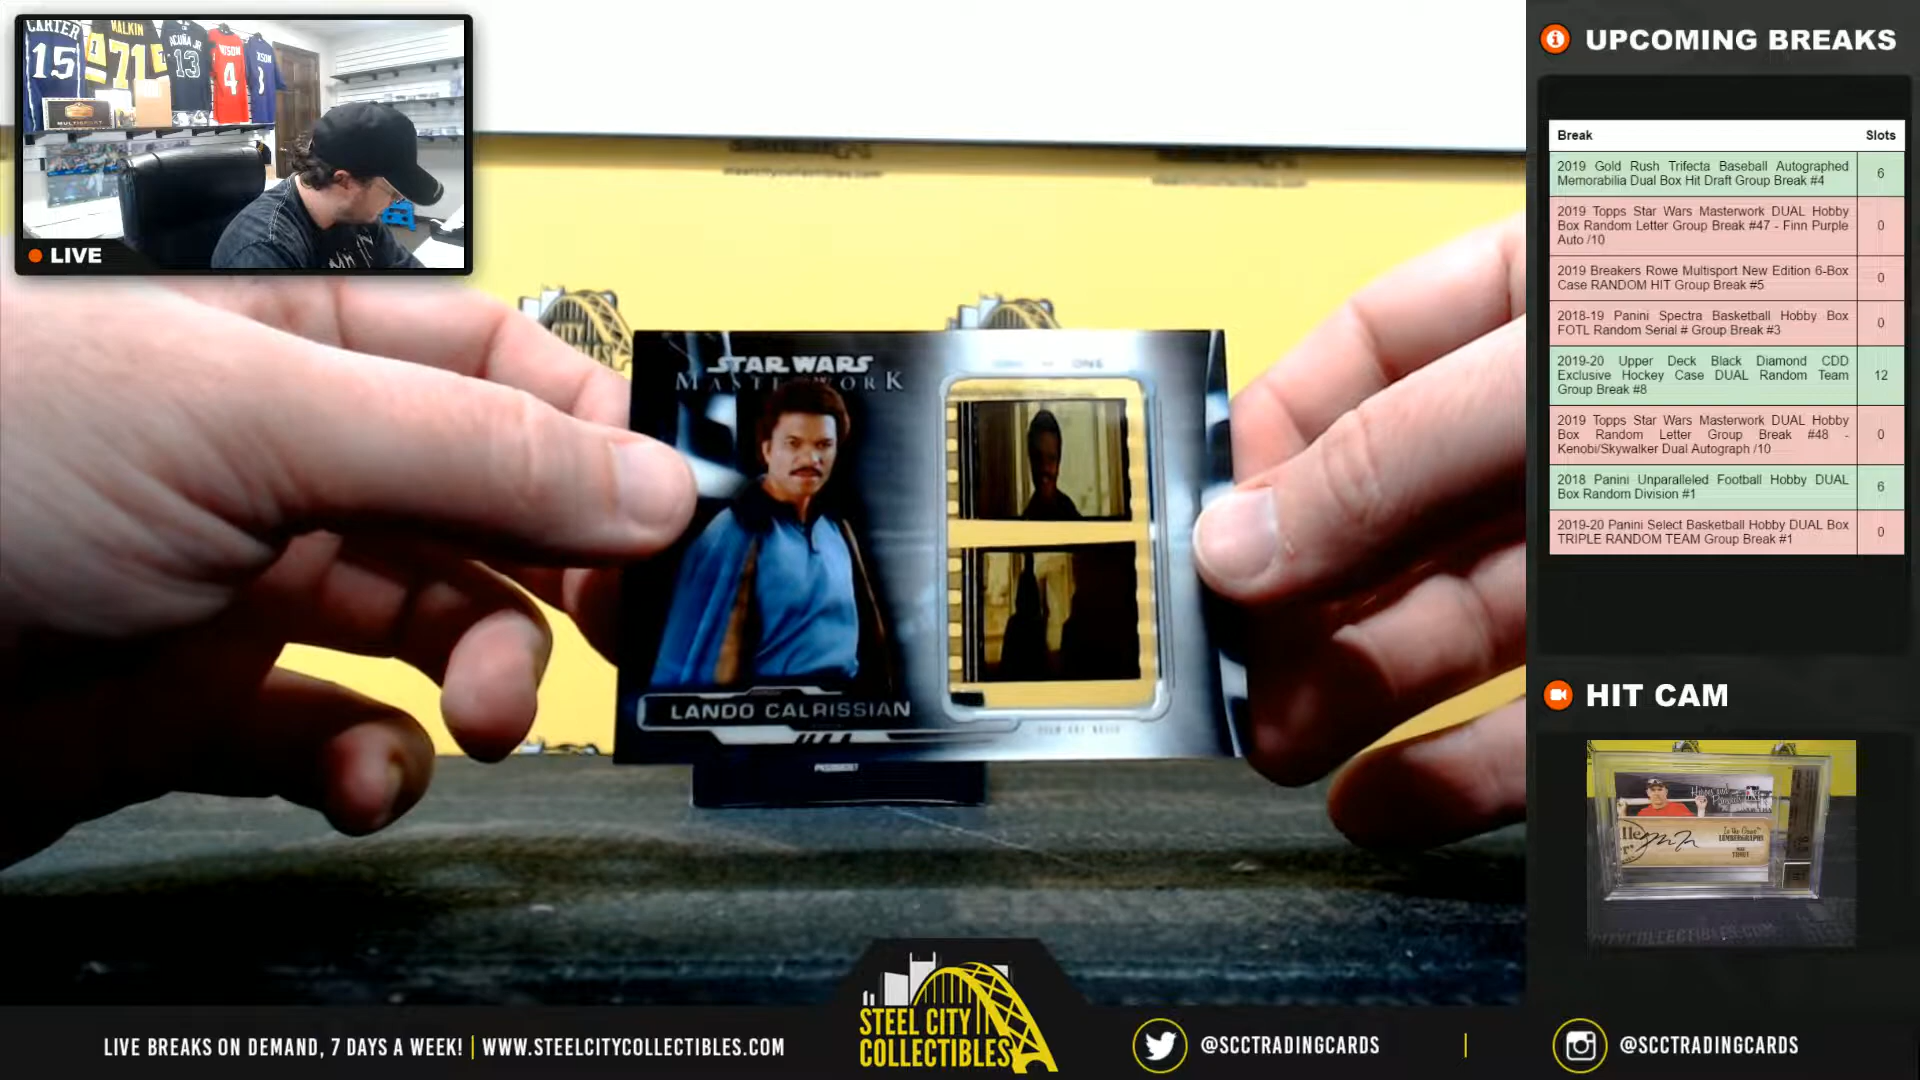 CARTER
15
MALKIN
71
ACUÑA JR
13
4
LIVE
STAR WARS
MASTERWORK
LANDO CALRISSIAN
UPCOMING BREAKS
Break Slots
2019 Gold Rush Trifecta Baseball Autographed
Memorabilia Dual Box Hit Draft Group Break #4
6
2019 Topps Star Wars Masterwork DUAL Hobby
Box Random Letter Group Break #47 - Finn Purple
Auto /10
0
2019 Breakers Rowe Multisport New Edition 6-Box
Case RANDOM HIT Group Break #5
0
2018-19 Panini Spectra Basketball Hobby Box
FOTL Random Serial # Group Break #3
0
2019-20 Upper Deck Black Diamond CDD
Exclusive Hockey Case DUAL Random Team
Group Break #8
12
2019 Topps Star Wars Masterwork DUAL Hobby
Box Random Letter Group Break #48 -
Kenobi/Skywalker Dual Autograph /10
0
2018 Panini Unparalleled Football Hobby DUAL
Box Random Division #1
6
2019-20 Panini Select Basketball Hobby DUAL Box
TRIPLE RANDOM TEAM Group Break #1
0
HIT CAM
LIVE BREAKS ON DEMAND, 7 DAYS A WEEK! | WWW.STEELCITYCOLLECTIBLES.COM
STEEL CITY
COLLECTIBLES
@SCCTRADINGCARDS
@SCCTRADINGCARDS